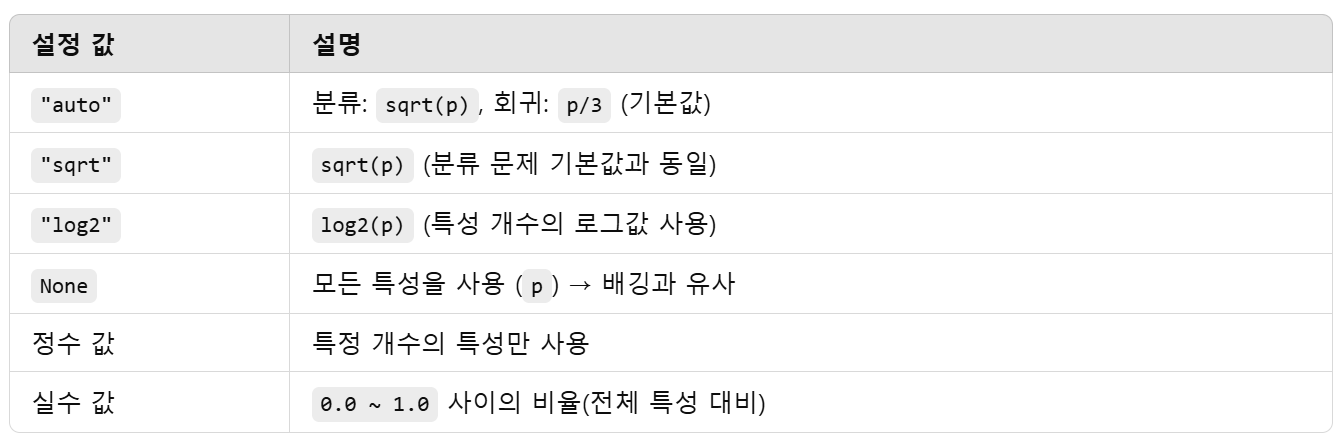 설정 값 설명
"auto" 분류: sqrt(p), 회귀: p/3 (기본값)
"sqrt" sqrt(p) (분류 문제 기본값과 동일)
"log2" log2(p) (특성 개수의 로그값 사용)
None 모든 특성을 사용 (p) → 배깅과 유사
정수 값 특정 개수의 특성만 사용
실수 값 0.0 ~ 1.0 사이의 비율(전체 특성 대비)